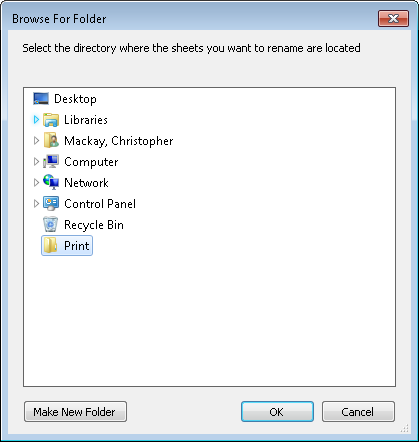 Browse For Folder
Select the directory where the sheets you want to rename are located
Desktop
Libraries
Mackay, Christopher
Computer
Network
Control Panel
Recycle Bin
Print
Make New Folder
OK
Cancel